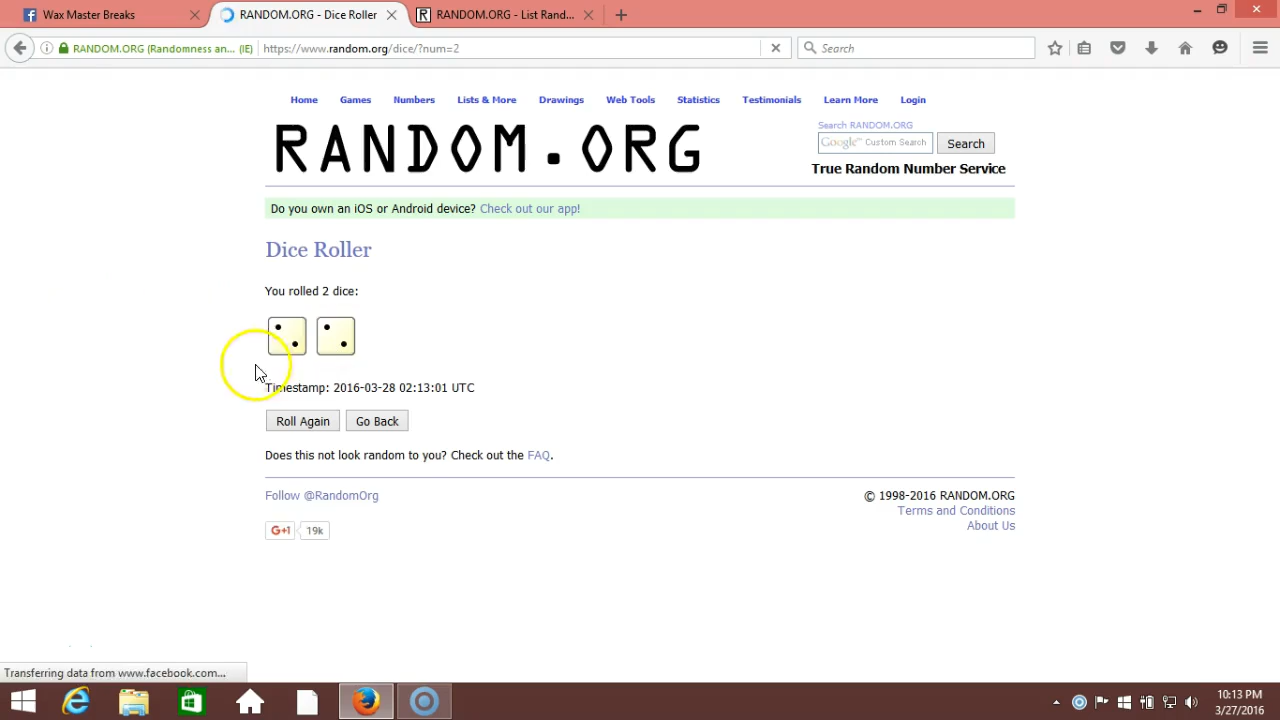 Wax Master Breaks
RANDOM.ORG - Dice Roller
RANDOM.ORG - List Rand...
RANDOM.ORG (Randomness an... (IE)
https://www.random.org/dice/?num=2
Search
Home Games Numbers Lists & More Drawings Web Tools Statistics Testimonials Learn More Login
RANDOM.ORG
Search RANDOM.ORG
Google™ Custom Search
Search
True Random Number Service
Do you own an iOS or Android device? Check out our app!
Dice Roller
You rolled 2 dice:
Timestamp: 2016-03-28 02:13:01 UTC
Roll Again Go Back
Does this not look random to you? Check out the FAQ.
Follow @RandomOrg
© 1998-2016 RANDOM.ORG
Terms and Conditions
About Us
G+1 19k
Transferring data from www.facebook.com...
10:13 PM
3/27/2016